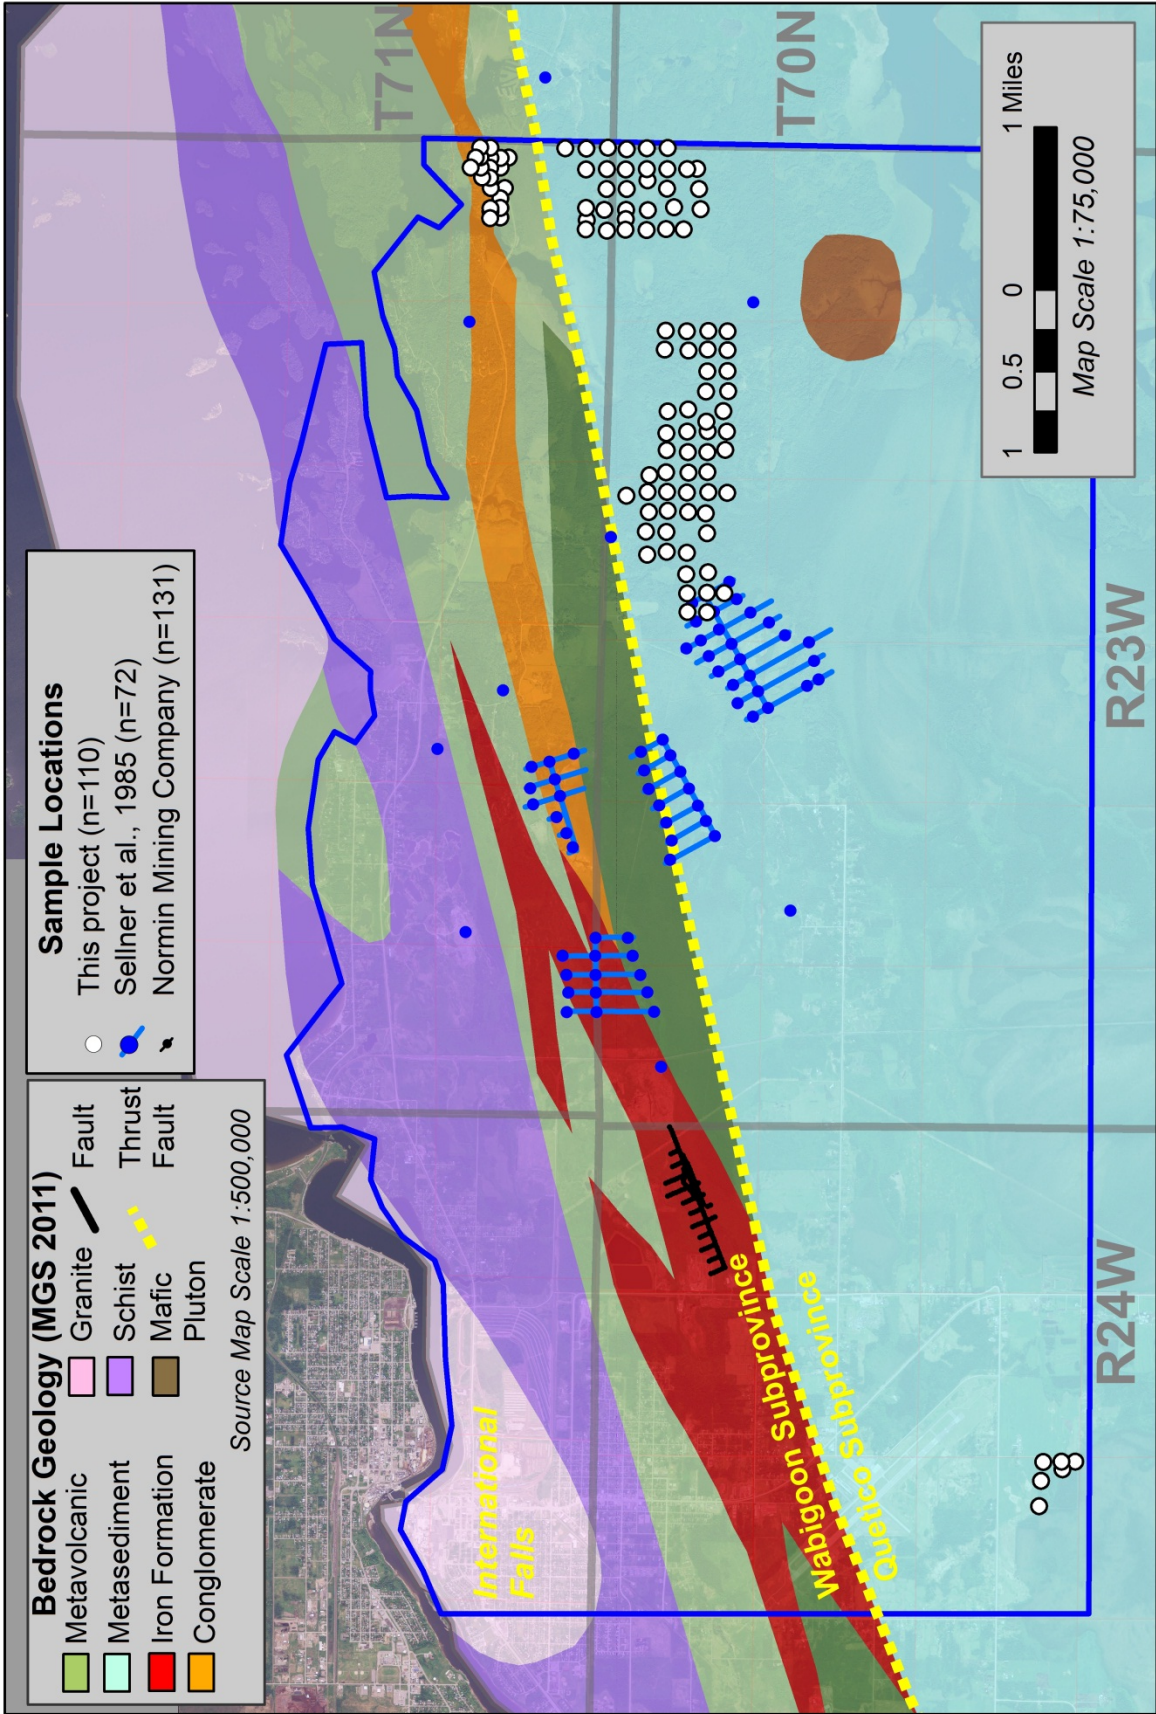 Bedrock Geology (MGS 2011)
Metavolcanic
Metasediment
Iron Formation
Conglomerate
Granite
Schist
Mafic
Pluton
Fault
Thrust
Fault
Source Map Scale 1:500,000
Sample Locations
This project (n=110)
Sellner et al., 1985 (n=72)
Normin Mining Company (n=131)
T71N
T70N
International
Falls
Wabigoon Subprovince
Quetico Subprovince
R24W
R23W
1 0.5 0 1 Miles
Map Scale 1:75,000